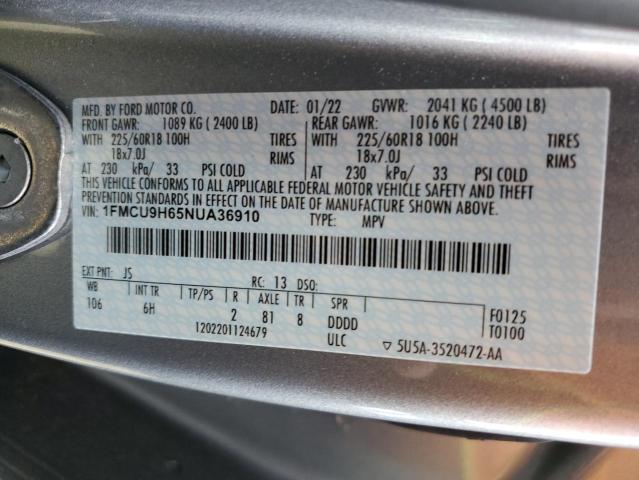 MFD. BY FORD MOTOR CO. DATE: 01/22 GVWR: 2041 KG ( 4500 LB)
FRONT GAWR: 1089 KG ( 2400 LB) REAR GAWR: 1016 KG ( 2240 LB)
WITH 225/60R18 100H TIRES WITH 225/60R18 100H TIRES
18x7.0J RIMS 18x7.0J RIMS
AT 230 kPa/ 33 PSI COLD AT 230 kPa/ 33 PSI COLD
THIS VEHICLE CONFORMS TO ALL APPLICABLE FEDERAL MOTOR VEHICLE SAFETY AND THEFT
PREVENTION STANDARDS IN EFFECT ON THE DATE OF MANUFACTURE SHOWN ABOVE.
VIN: 1FMCU9H65NUA36910 TYPE: MPV
EXT PNT: JS RC: 13 DSO:
WB INT TR TP/PS R AXLE TR SPR
106 6H 2 81 8 DDDD F0125
T0100
1202201124679 ULC ▽ 5U5A-3520472-AA